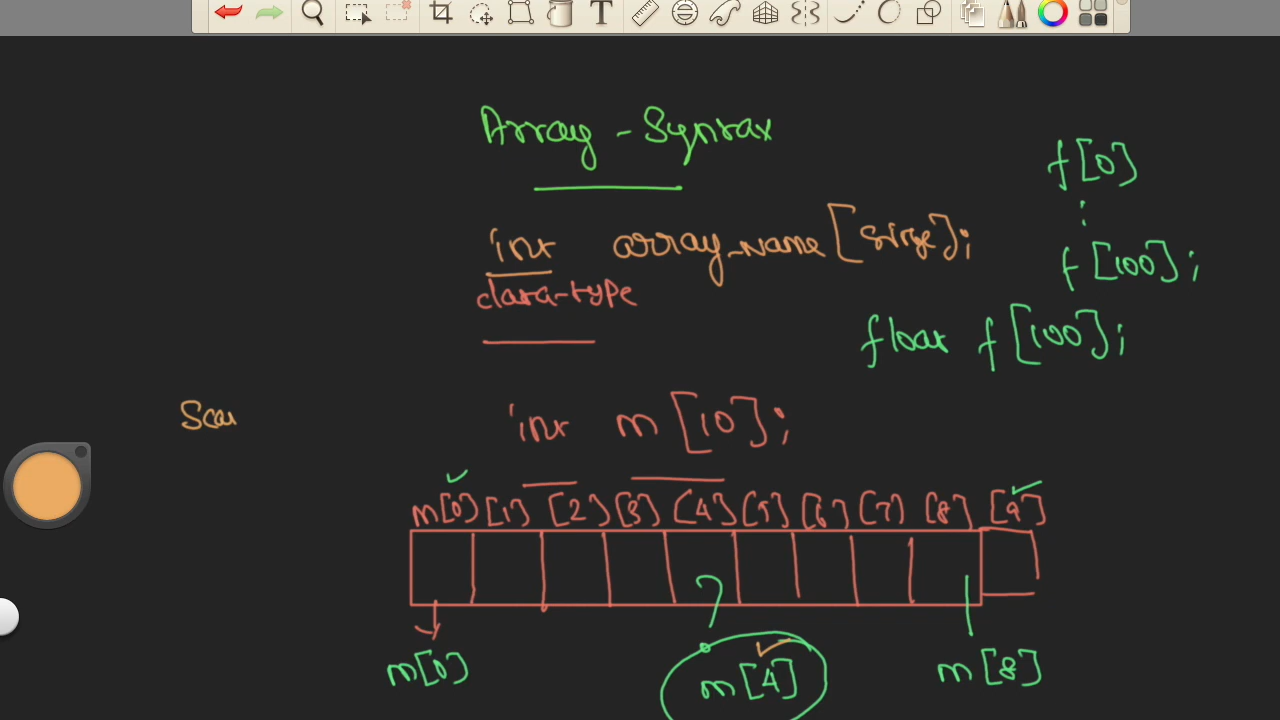 Array - Syntax
f[0]
:
int array_name[size];
f[100];
data-type
float f[100];
Scan
int m[10];
m[0] [1] [2] [3] [4] [5] [6] [7] [8] [9]
?
m[0] m[4] m[8]